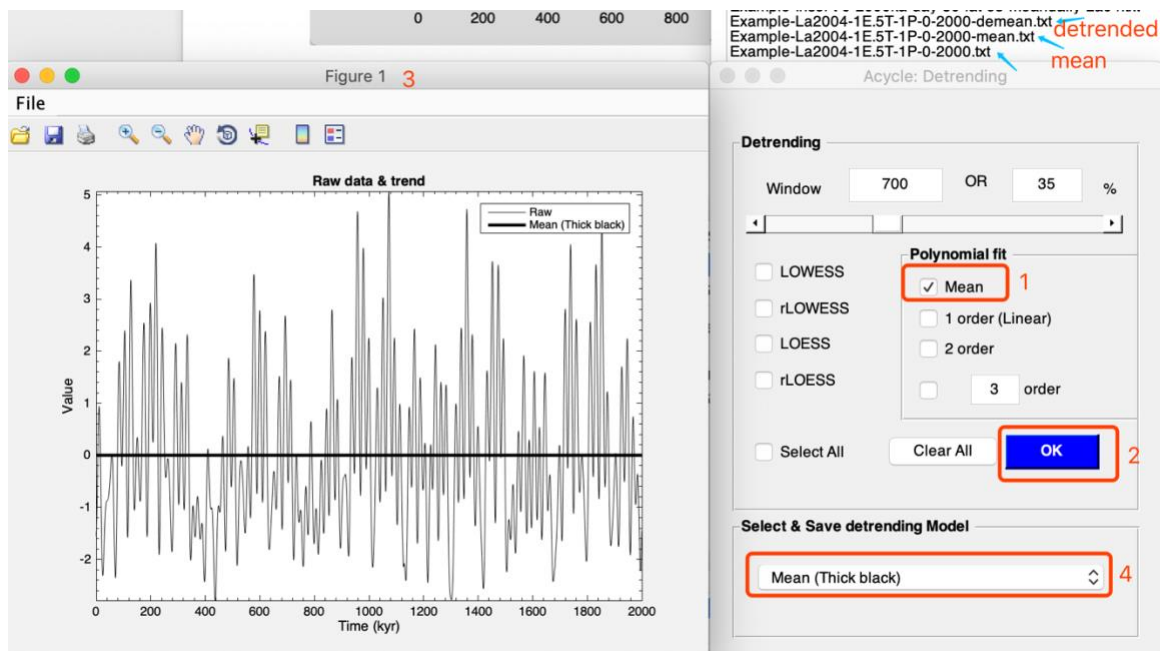 0 200 400 600 800
Example-La2004-1E.5T-1P-0-2000-demean.txt
detrended
Example-La2004-1E.5T-1P-0-2000-mean.txt
mean
Example-La2004-1E.5T-1P-0-2000.txt
Figure 1 3
Acycle: Detrending
File
Raw data & trend
Raw
Mean (Thick black)
5
4
3
2
1
0
-1
-2
Value
0 200 400 600 800 1000 1200 1400 1600 1800 2000
Time (kyr)
Detrending
Window 700 OR 35 %
Polynomial fit
LOWESS
Mean 1
rLOWESS
1 order (Linear)
LOESS
2 order
rLOESS
3 order
Select All Clear All OK 2
Select & Save detrending Model
Mean (Thick black) 4